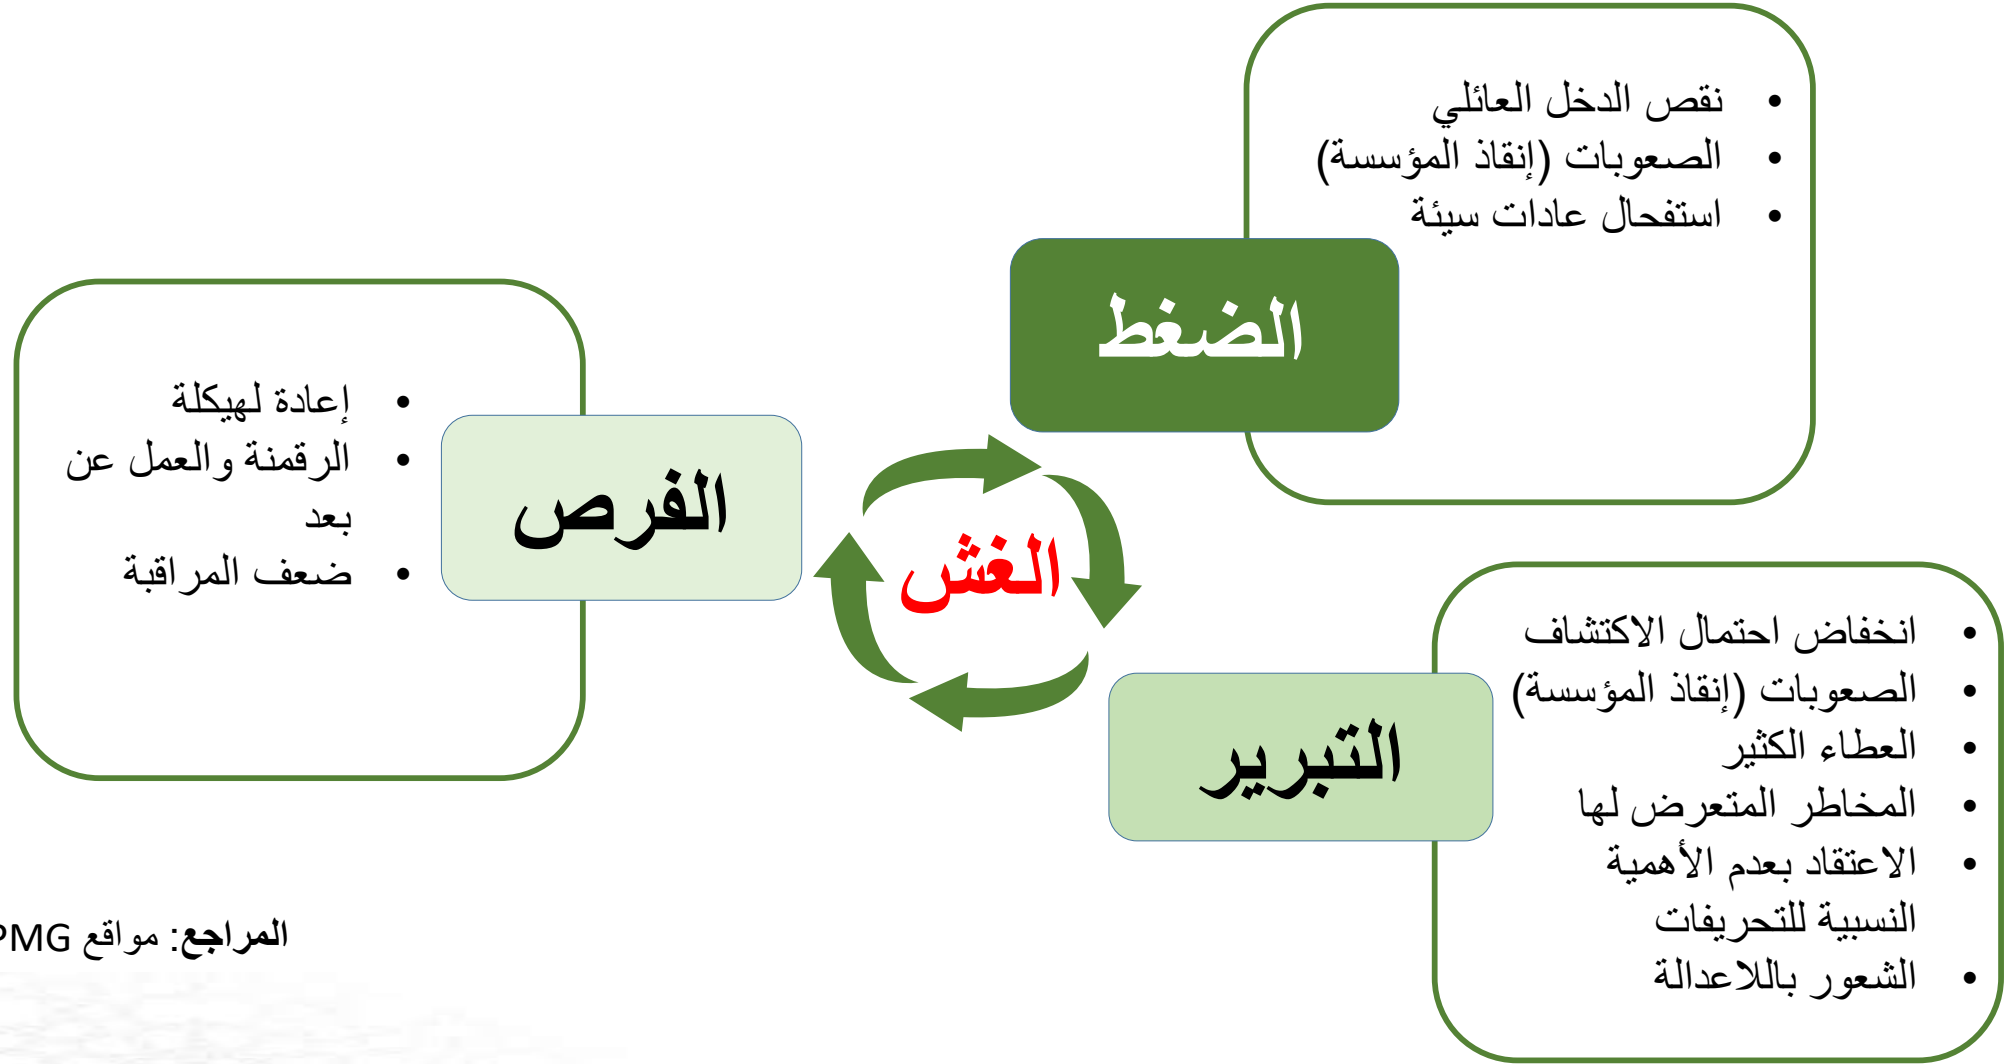 • نقص الدخل العائلي
• الصعوبات (إنقاذ المؤسسة)
• استفحال عادات سيئة
الضغط
• إعادة لهيكلة
• الرقمنة والعمل عن
بعد
• ضعف المراقبة
الفرص
الغش
• انخفاض احتمال الاكتشاف
• الصعوبات (إنقاذ المؤسسة)
• العطاء الكثير
• المخاطر المتعرض لها
• الاعتقاد بعدم الأهمية
النسبية للتحريفات
• الشعور باللاعدالة
التبرير
المراجع: مواقع PMG